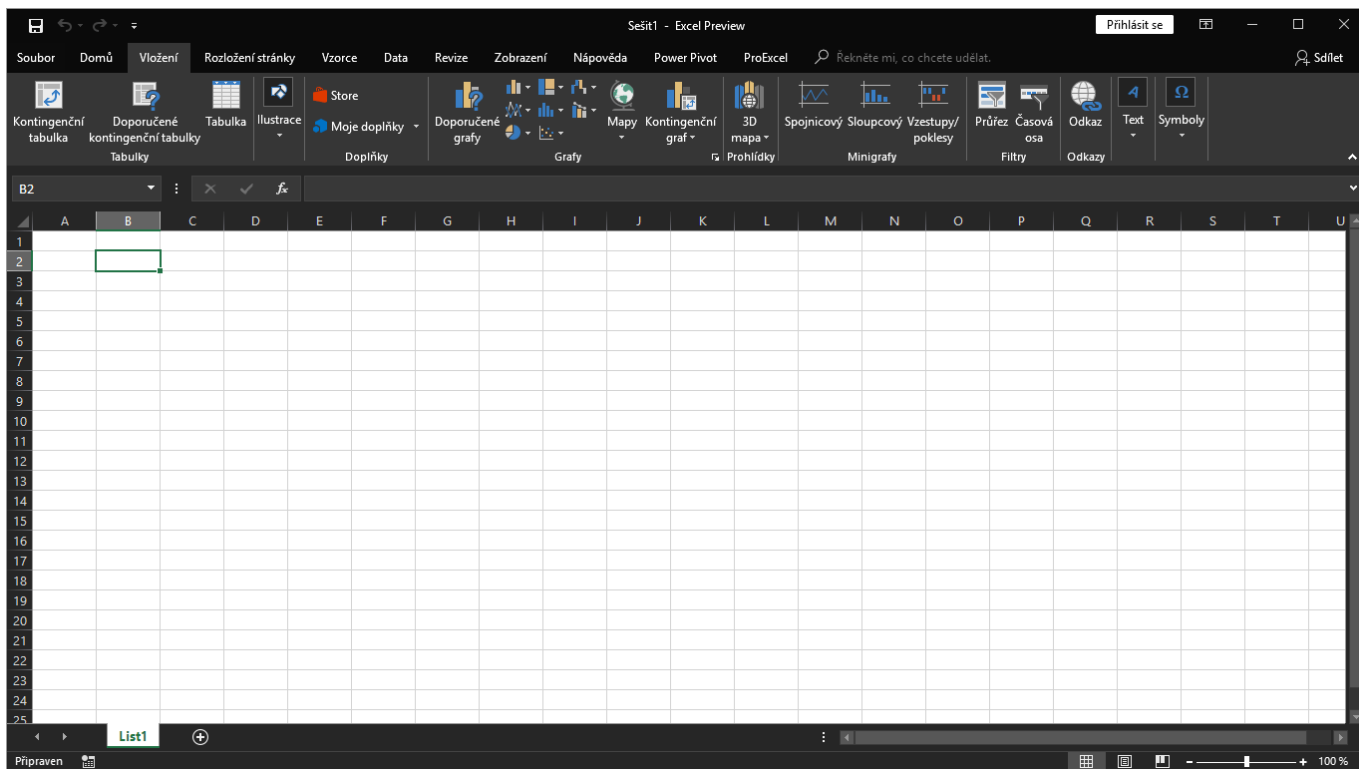 Sešit1 - Excel Preview
Přihlásit se
Soubor Domů Vložení Rozložení stránky Vzorce Data Revize Zobrazení Nápověda Power Pivot ProExcel Řekněte mi, co chcete udělat. Sdílet
Kontingenční tabulka
Doporučené kontingenční tabulky
Tabulka
Ilustrace
Store
Moje doplňky
Doporučené grafy
Mapy
Kontingenční graf
3D mapa
Spojnicový
Sloupcový
Vzestupy/ poklesy
Průřez
Časová osa
Odkaz
Text
Symboly
Tabulky Doplňky Grafy Prohlídky Minigrafy Filtry Odkazy
B2 fx
A B C D E F G H I J K L M N O P Q R S T U
1
2
3
4
5
6
7
8
9
10
11
12
13
14
15
16
17
18
19
20
21
22
23
24
25
List1
Připraven 100 %